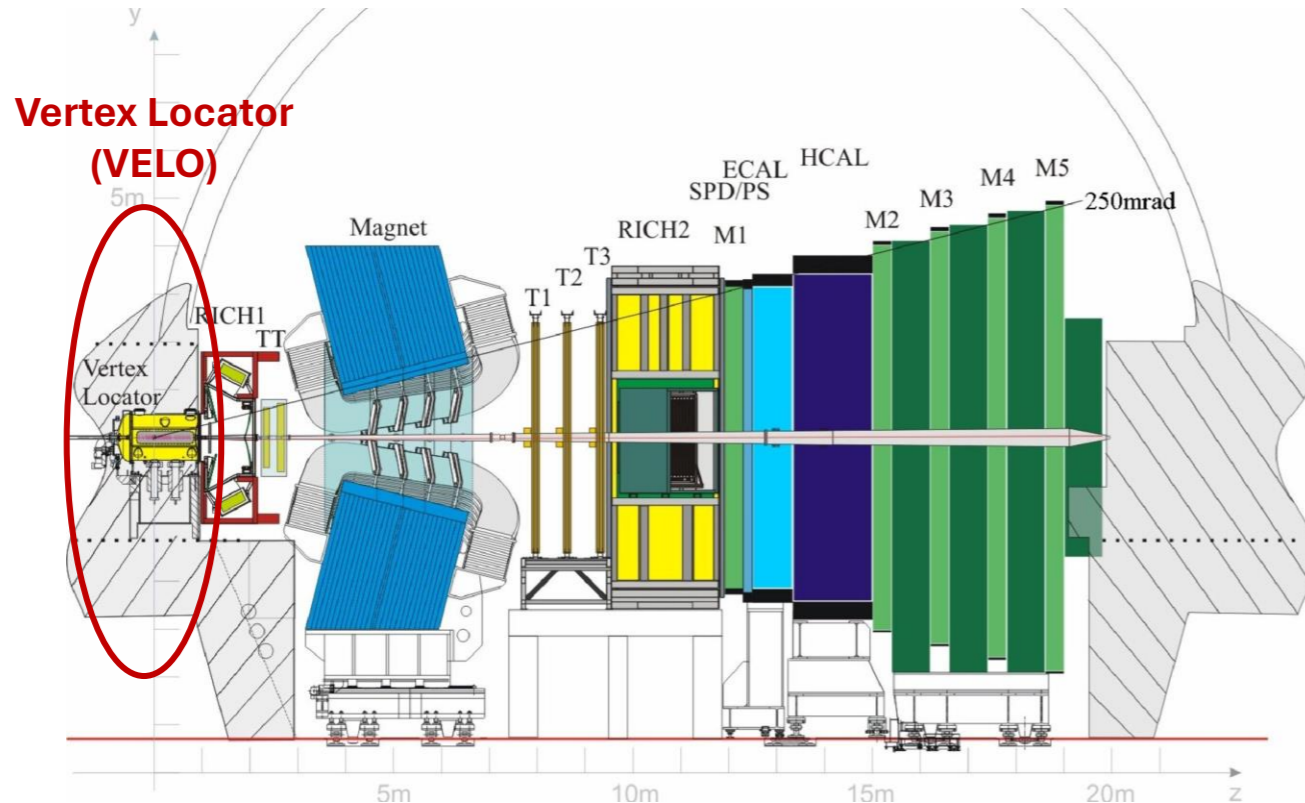 y
Vertex Locator
(VELO)
5m
HCAL
ECAL
SPD/PS
M5
M4
M3
250mrad
M2
Magnet
RICH2
M1
T3
T2
T1
RICH1
TT
Vertex
Locator
5m
10m
15m
20m
z